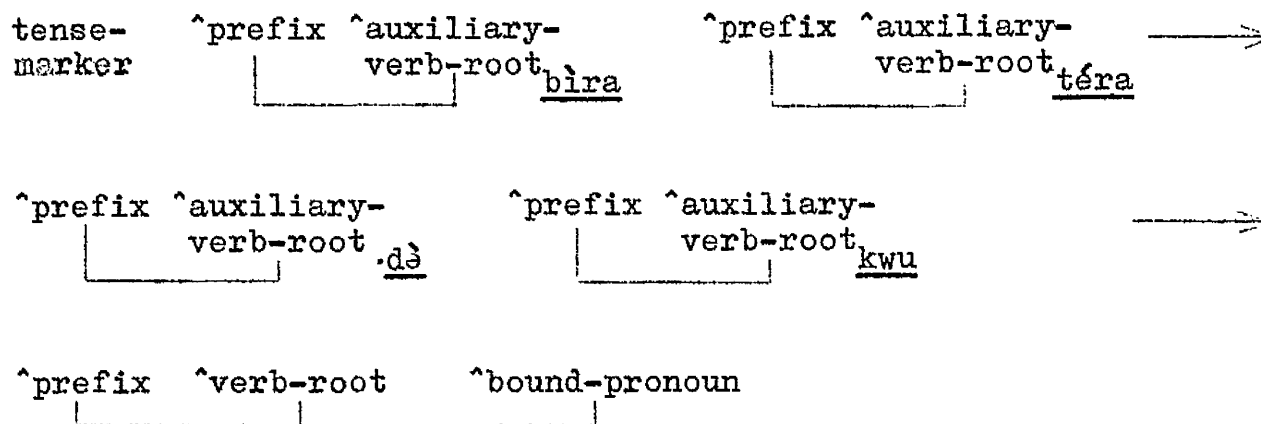 tense- ^prefix ^auxiliary- ^prefix ^auxiliary-
marker verb-root bìra verb-root téra
^prefix ^auxiliary- ^prefix ^auxiliary-
verb-root .də̀ verb-root kwu
^prefix ^verb-root ^bound-pronoun